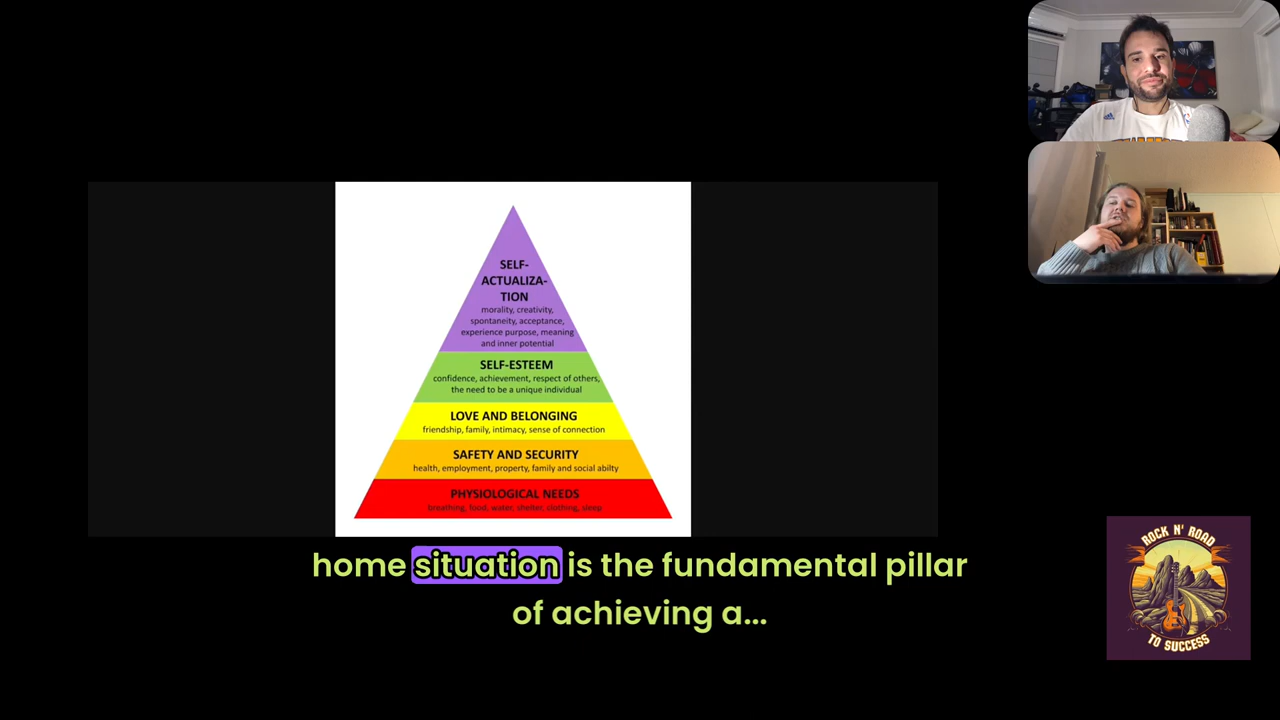 SELF-
ACTUALIZA-
TION
morality, creativity,
spontaneity, acceptance,
experience purpose, meaning
and inner potential
SELF-ESTEEM
confidence, achievement, respect of others,
the need to be a unique individual
LOVE AND BELONGING
friendship, family, intimacy, sense of connection
SAFETY AND SECURITY
health, employment, property, family and social abilty
PHYSIOLOGICAL NEEDS
breathing, food, water, shelter, clothing, sleep
home situation is the fundamental pillar
of achieving a...
ROCK N' ROAD
TO SUCCESS